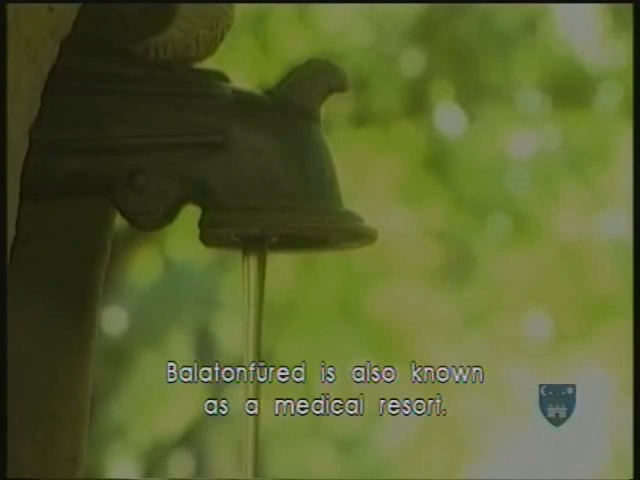 Balatonfüred is also known
as a medical resort.